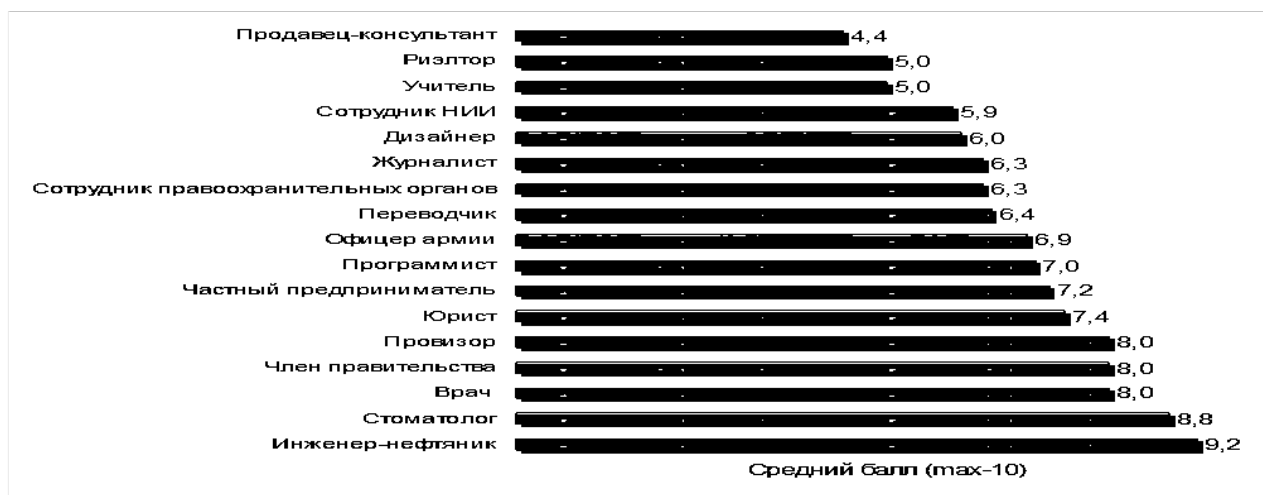 Продавец-консультант 4,4
Риэлтор 5,0
Учитель 5,0
Сотрудник НИИ 5,9
Дизайнер 6,0
Журналист 6,3
Сотрудник правоохранительных органов 6,3
Переводчик 6,4
Офицер армии 6,9
Программист 7,0
Частный предприниматель 7,2
Юрист 7,4
Провизор 8,0
Член правительства 8,0
Врач 8,0
Стоматолог 8,8
Инженер-нефтяник 9,2
Средний балл (max-10)